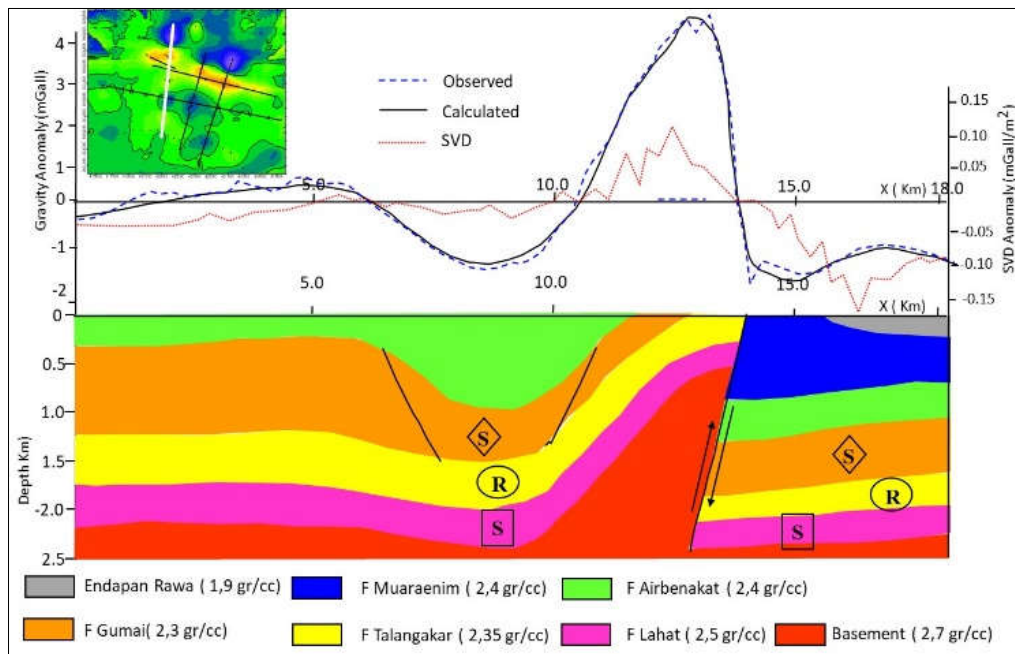 Gravity Anomaly (mGall)
4
3
2
1
0
-1
-2
Observed
Calculated
SVD
5.0
10.0
15.0
X ( Km)
18.0
0.15
0.10
0.05
0
-0.05
-0.10
-0.15
SVD Anomaly (mGall/m²)
5.0
10.0
15.0
X ( Km)
Depth Km)
0
0.5
1.0
1.5
-2.0
2.5
S
R
S
S
R
S
Endapan Rawa ( 1,9 gr/cc)
F Muaraenim ( 2,4 gr/cc)
F Airbenakat ( 2,4 gr/cc)
F Gumai( 2,3 gr/cc)
F Talangakar ( 2,35 gr/cc)
F Lahat ( 2,5 gr/cc)
Basement ( 2,7 gr/cc)